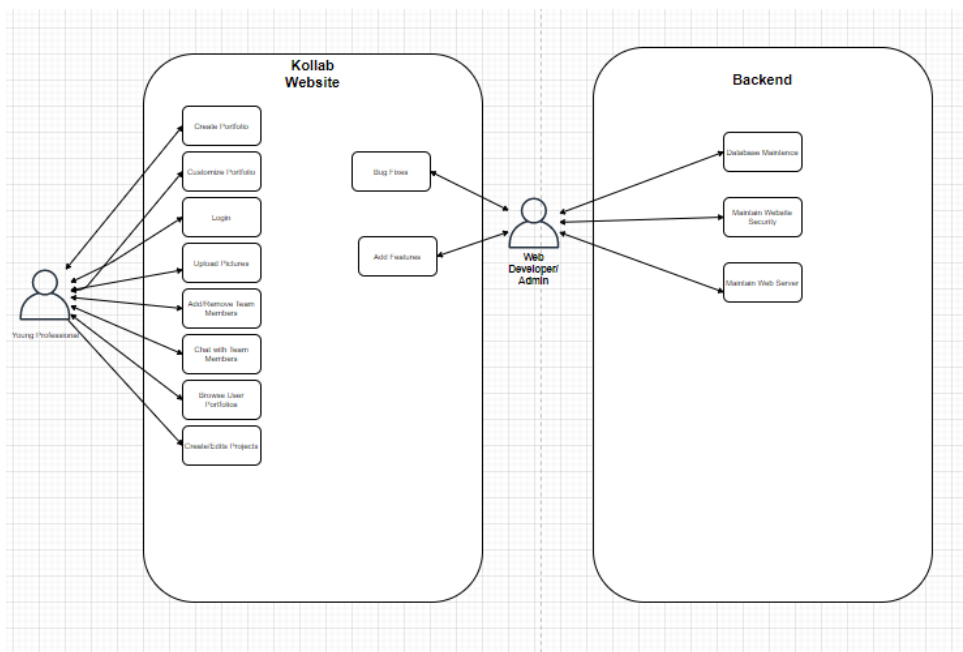 Kollab
Website
Create Portfolio
Customize Portfolio
Login
Upload Pictures
Add/Remove Team
Members
Chat with Team
Members
Browse User
Portfolios
Create/Edits Projects
Young Professional
Bug Fixes
Add Features
Web
Developer/
Admin
Backend
Database Maintence
Maintain Website
Security
Maintain Web Server